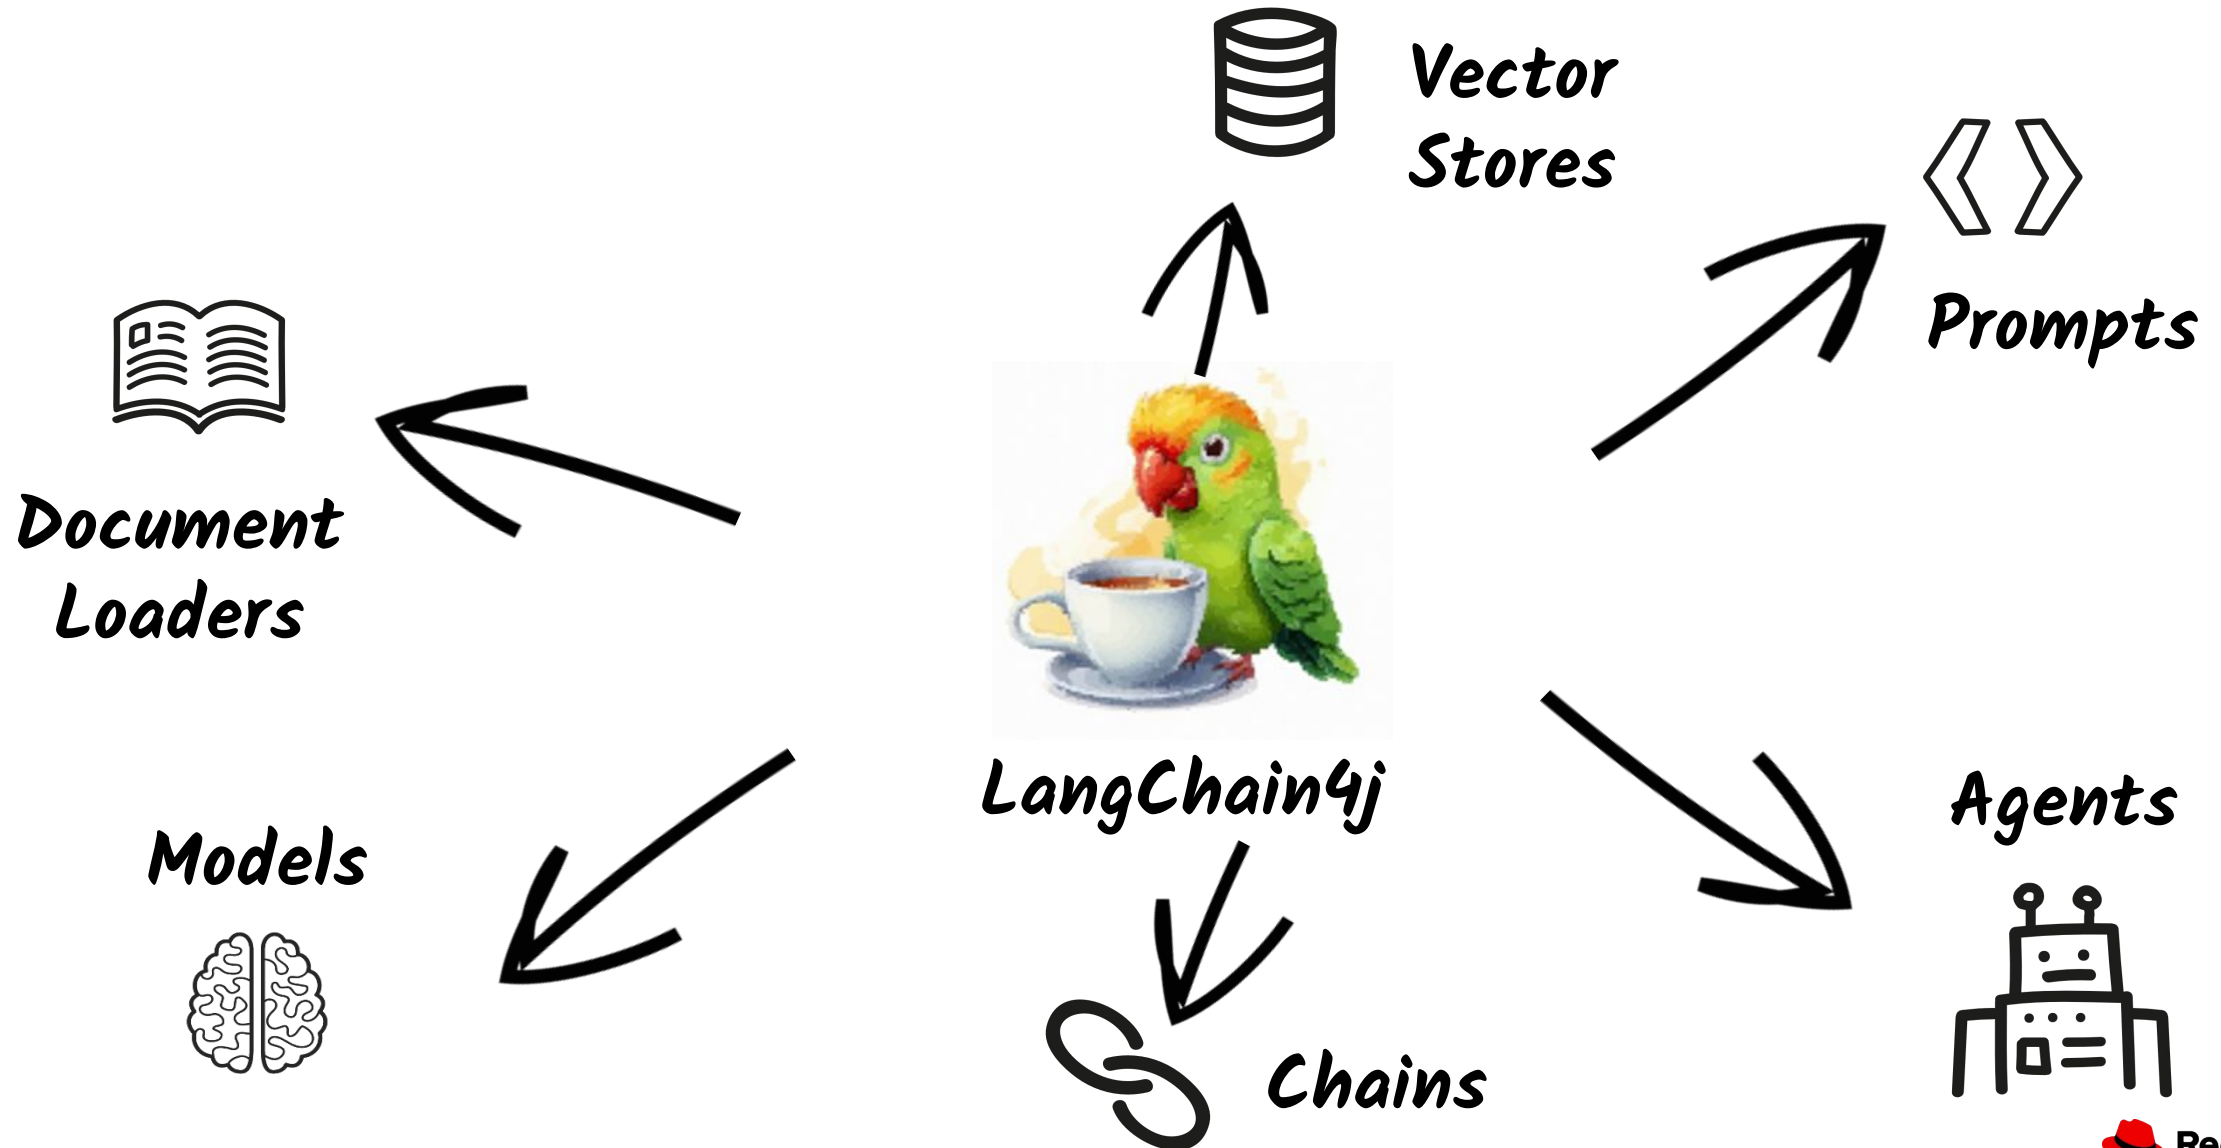 Vector
Stores
Prompts
Document
Loaders
LangChain4j
Models
Agents
Chains